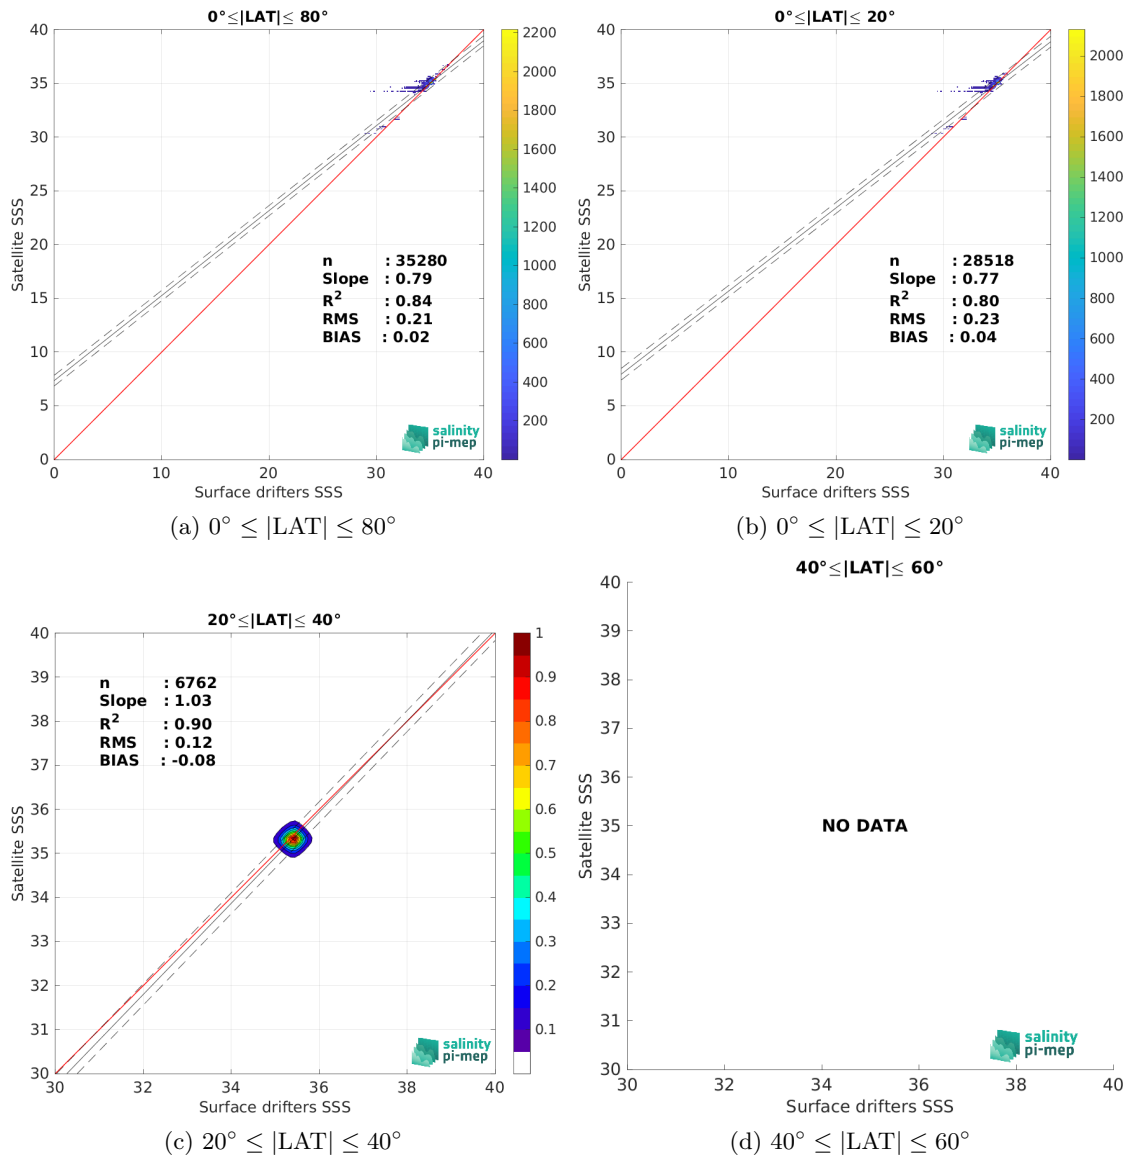 0°≤|LAT|≤ 80°
40
35
30
25
20
15
10
5
0
0
10
20
30
40
Satellite SSS
Surface drifters SSS
n : 35280
Slope : 0.79
R² : 0.84
RMS : 0.21
BIAS : 0.02
salinity
pi-mep
2200
2000
1800
1600
1400
1200
1000
800
600
400
200
(a) 0° ≤ |LAT| ≤ 80°
0°≤|LAT|≤ 20°
40
35
30
25
20
15
10
5
0
0
10
20
30
40
Satellite SSS
Surface drifters SSS
n : 28518
Slope : 0.77
R² : 0.80
RMS : 0.23
BIAS : 0.04
salinity
pi-mep
2000
1800
1600
1400
1200
1000
800
600
400
200
(b) 0° ≤ |LAT| ≤ 20°
20°≤|LAT|≤ 40°
40
39
38
37
36
35
34
33
32
31
30
30
32
34
36
38
40
Satellite SSS
Surface drifters SSS
n : 6762
Slope : 1.03
R² : 0.90
RMS : 0.12
BIAS : -0.08
salinity
pi-mep
1
0.9
0.8
0.7
0.6
0.5
0.4
0.3
0.2
0.1
(c) 20° ≤ |LAT| ≤ 40°
40°≤|LAT|≤ 60°
40
39
38
37
36
35
34
33
32
31
30
30
32
34
36
38
40
Satellite SSS
Surface drifters SSS
NO DATA
salinity
pi-mep
(d) 40° ≤ |LAT| ≤ 60°